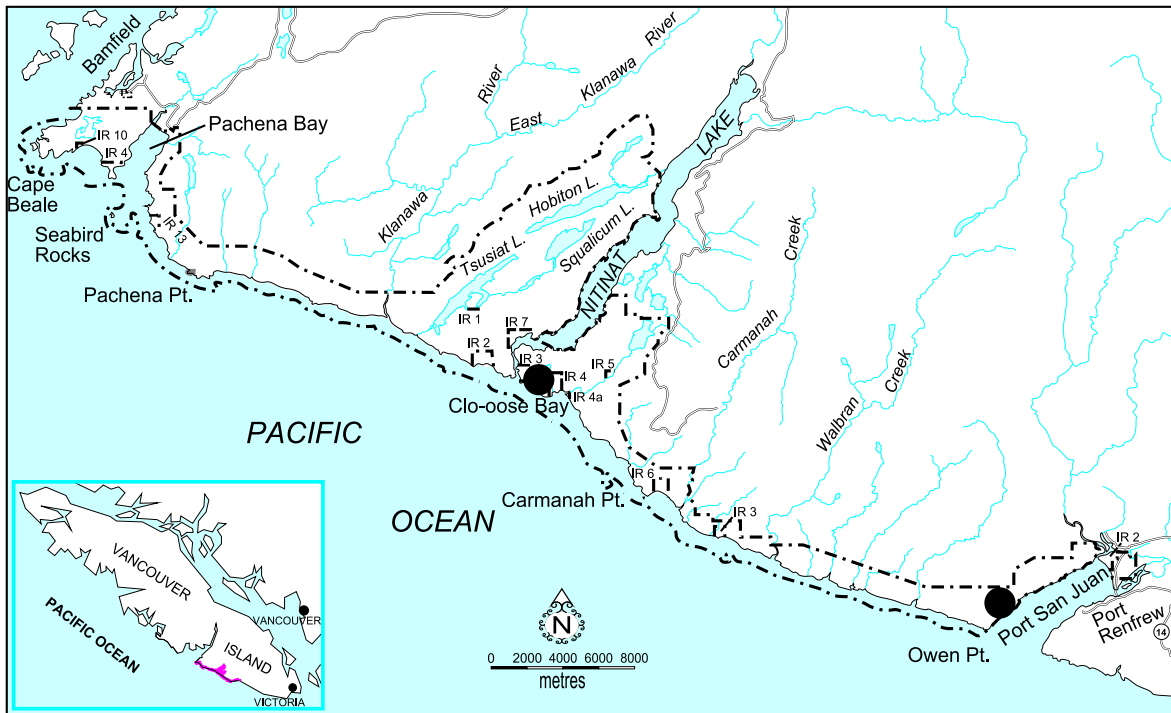 Bamfield
River
River
Klanawa
East
Klanawa
LAKE
NITINAT
IR 10
IR 4
Pachena Bay
Cape
Beale
Seabird
Rocks
IR 13
Pachena Pt.
Hobiton L.
Tsusiat L.
Squalicum L.
Creek
Carmanah
Creek
Walbran
IR 1
IR 7
IR 2
IR 3
IR 4
IR 5
IR 4a
Clo-oose Bay
PACIFIC
OCEAN
IR 6
Carmanah Pt.
IR 3
IR 2
Port San Juan
Port
Renfrew
14
Owen Pt.
N
0 2000 4000 6000 8000
metres
VANCOUVER
ISLAND
PACIFIC OCEAN
VANCOUVER
VICTORIA